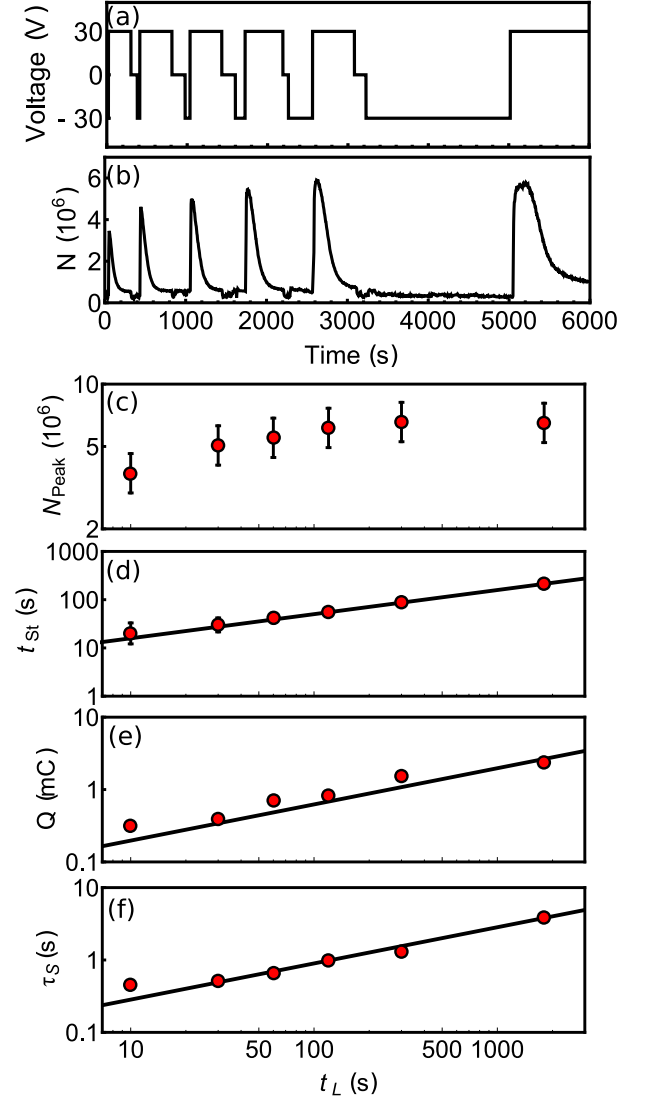 (a)
Voltage (V)
30
0
- 30
(b)
N (10⁶)
6
4
2
0
0 1000 2000 3000 4000 5000 6000
Time (s)
(c)
N_Peak (10⁶)
10
5
2
(d)
t_St (s)
1000
100
10
1
(e)
Q (mC)
10
1
0.1
(f)
τ_S (s)
10
1
0.1
10 50 100 500 1000
t_L (s)